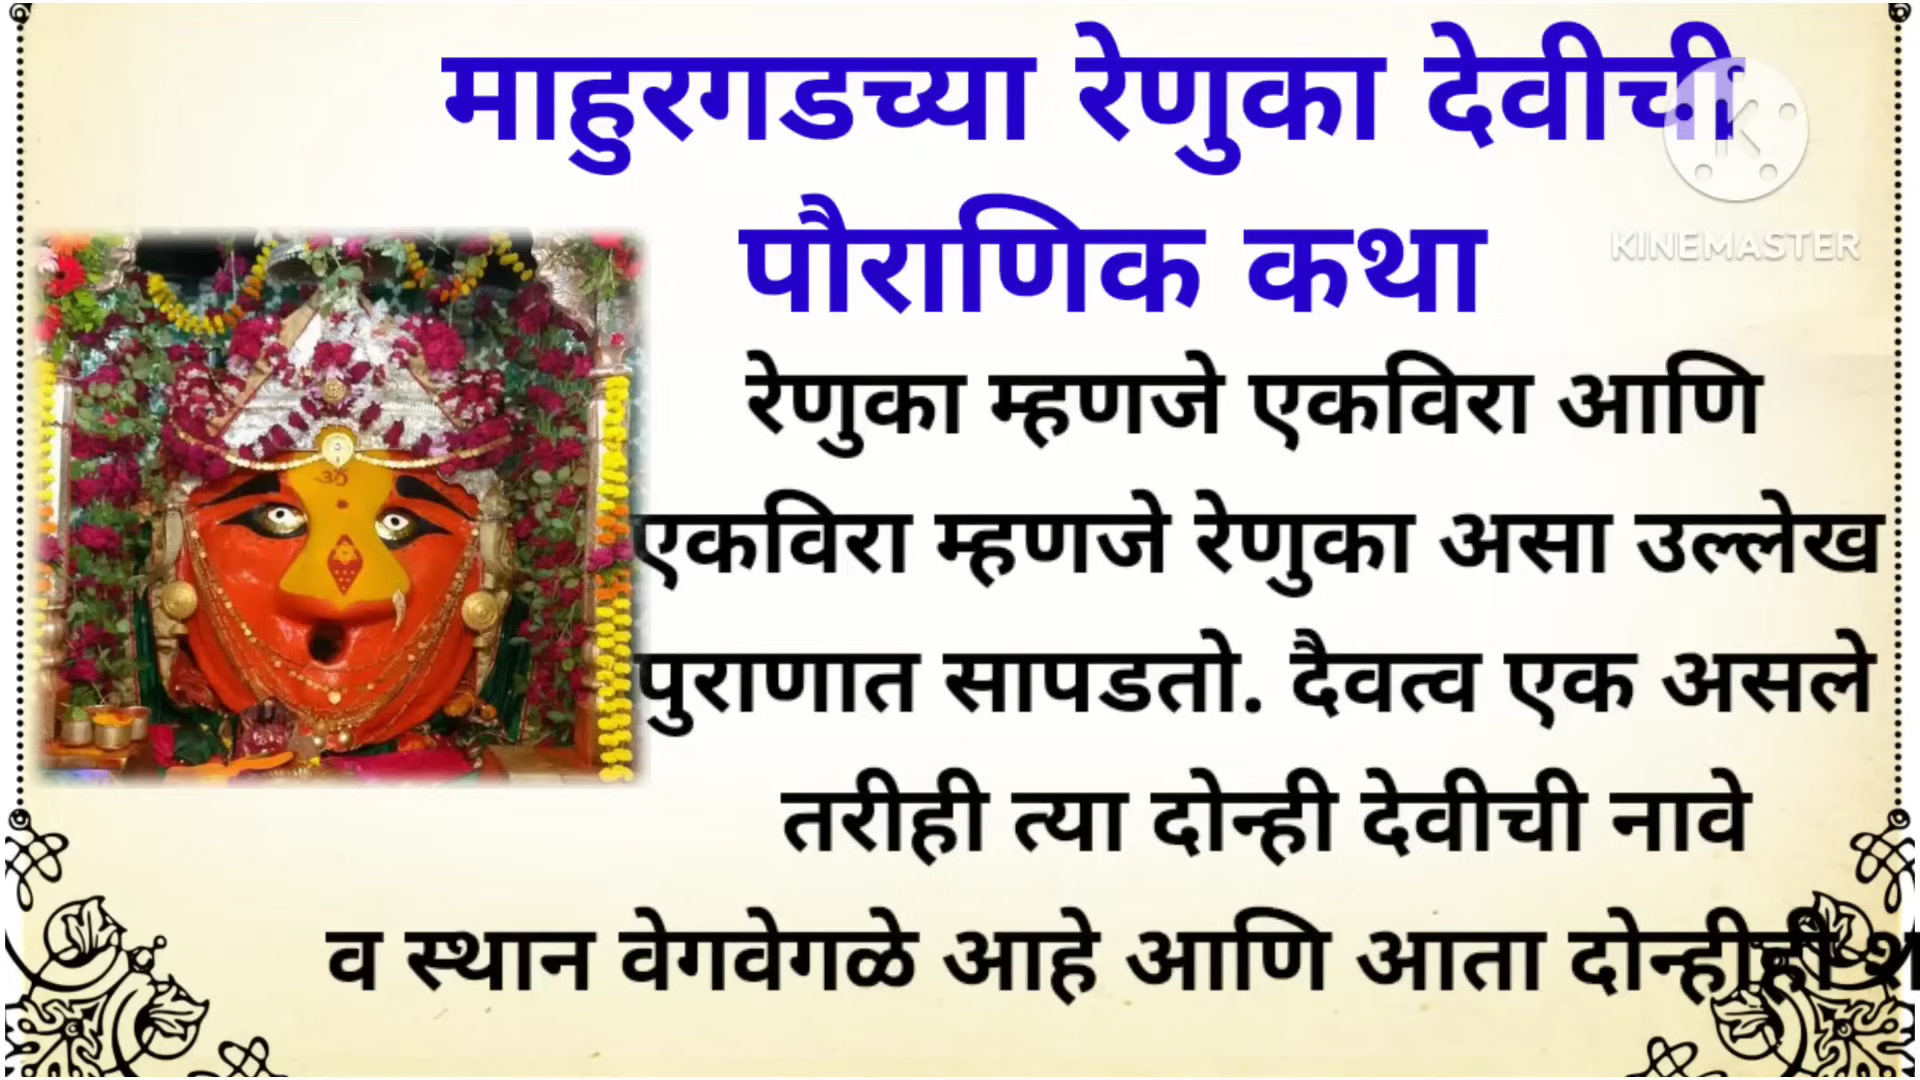 माहुरगडच्या रेणुका देवीची
पौराणिक कथा
KINEMASTER
रेणुका म्हणजे एकविरा आणि
एकविरा म्हणजे रेणुका असा उल्लेख
पुराणात सापडतो. दैवत्व एक असले
तरीही त्या दोन्ही देवीची नावे
व स्थान वेगवेगळे आहे आणि आता दोन्हीही